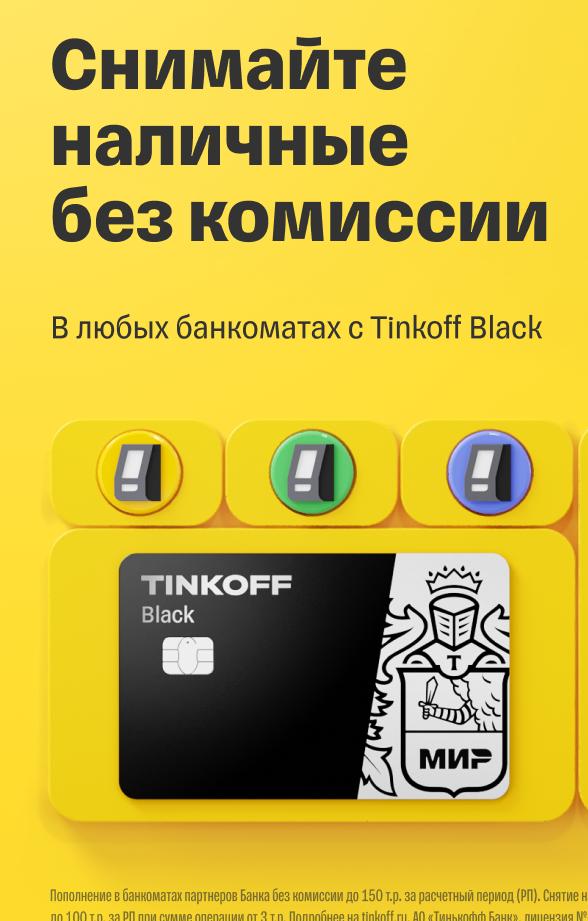 Снимайте
наличные
без комиссии
В любых банкоматах с Tinkoff Black
TINKOFF
Black
Т
МИР
Пополнение в банкоматах партнеров Банка без комиссии до 150 т.р. за расчетный период (РП). Снятие
до 100 т.р. за РП при сумме операции от 3 т.р. Подробнее на tinkoff.ru. АО «Тинькофф Банк», лицензия